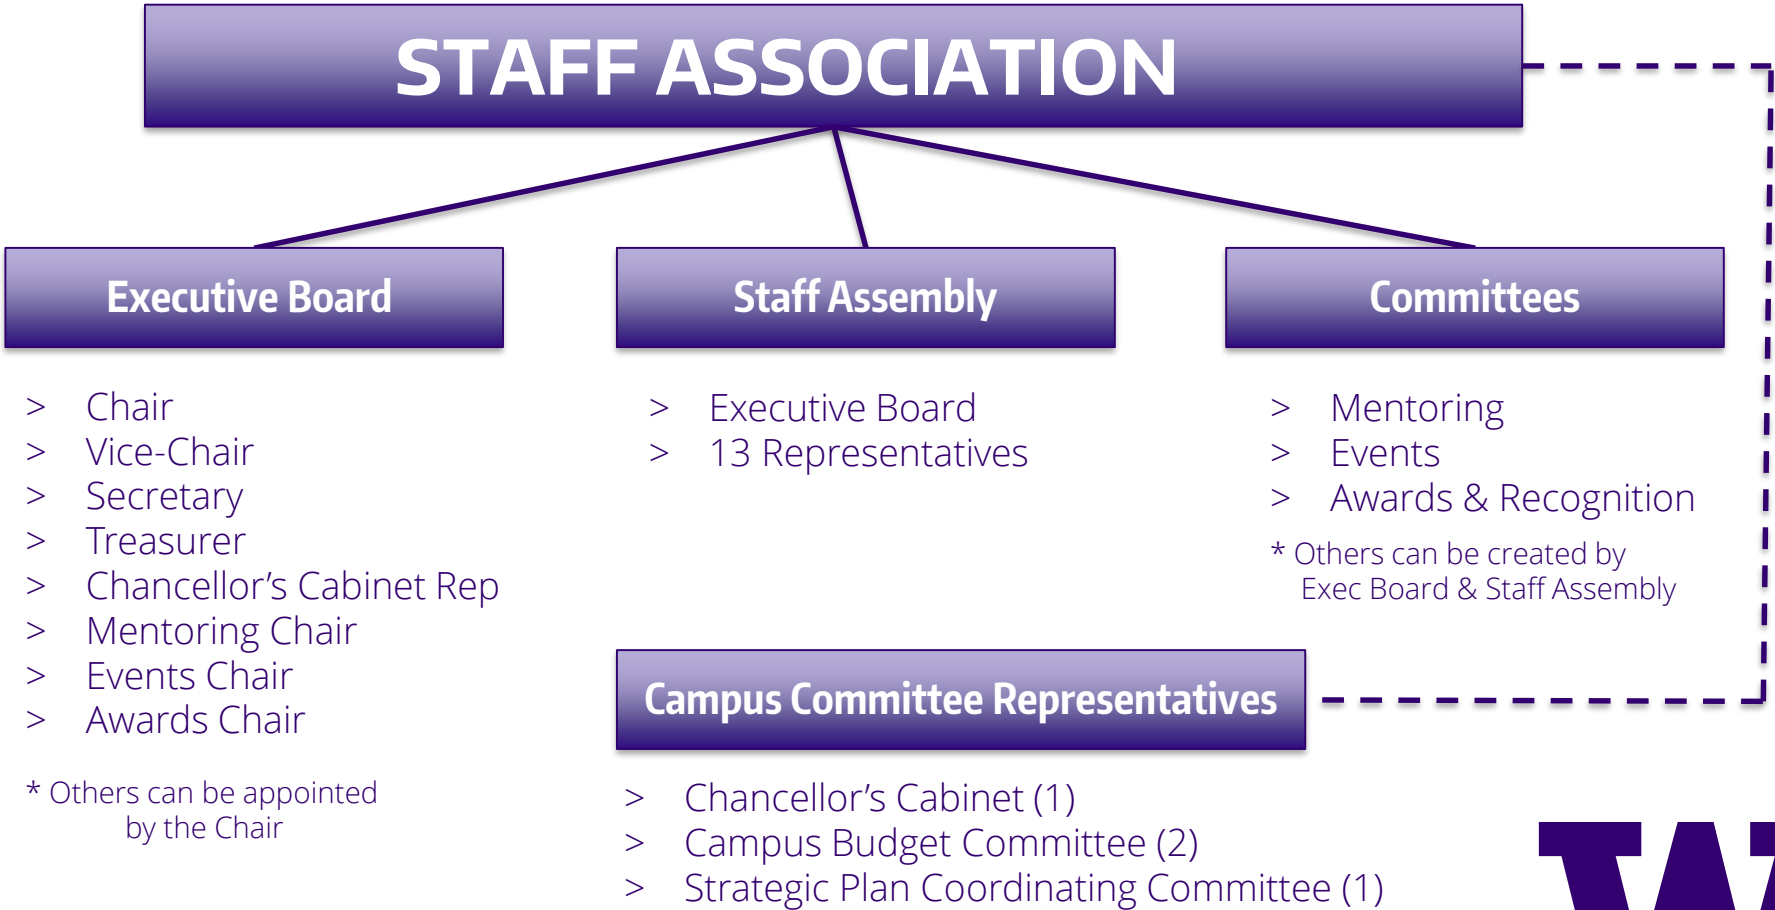 STAFF ASSOCIATION
Executive Board
> Chair
> Vice-Chair
> Secretary
> Treasurer
> Chancellor’s Cabinet Rep
> Mentoring Chair
> Events Chair
> Awards Chair
* Others can be appointed
by the Chair
Staff Assembly
> Executive Board
> 13 Representatives
Committees
> Mentoring
> Events
> Awards & Recognition
* Others can be created by
Exec Board & Staff Assembly
Campus Committee Representatives
> Chancellor’s Cabinet (1)
> Campus Budget Committee (2)
> Strategic Plan Coordinating Committee (1)
W